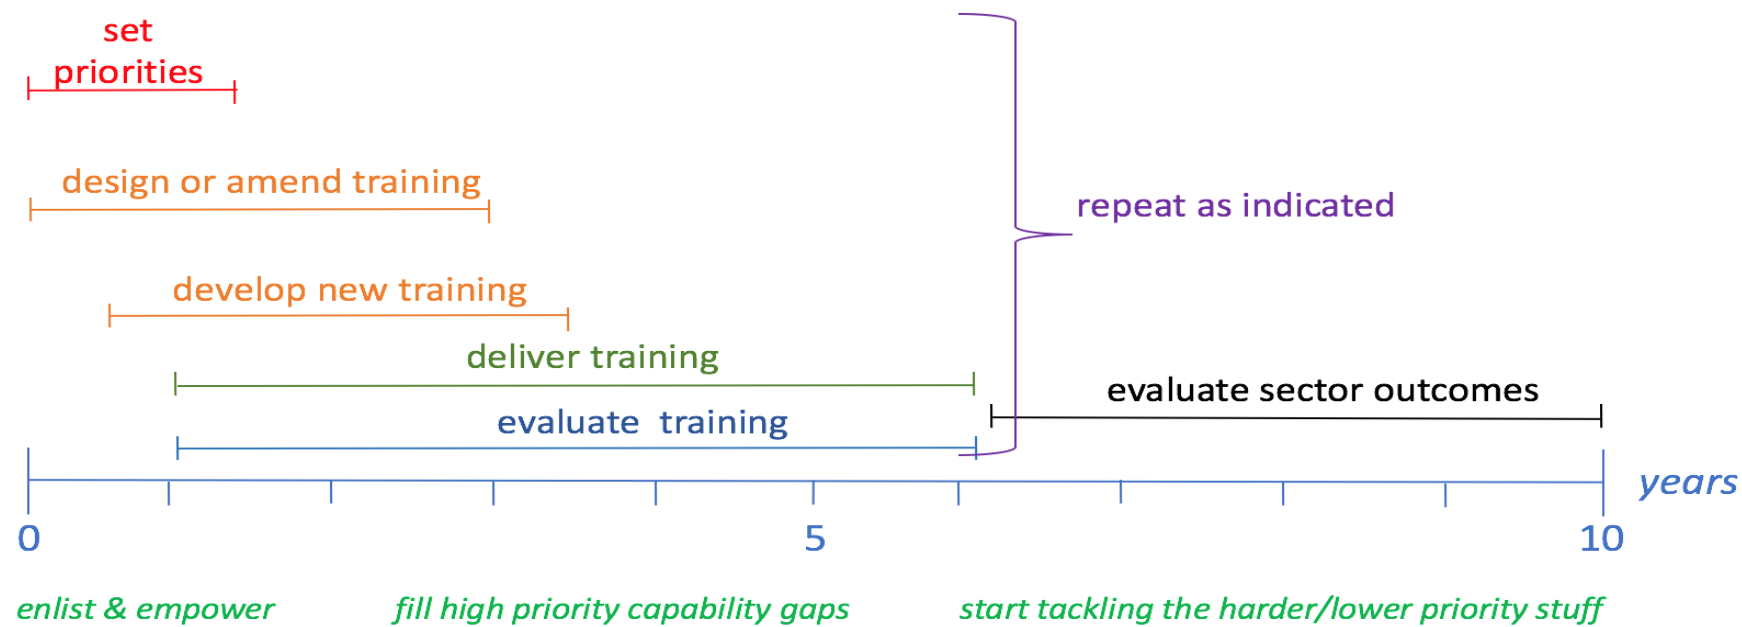 set
priorities
design or amend training
repeat as indicated
develop new training
deliver training
evaluate sector outcomes
evaluate  training
years
0
5
10
enlist & empower
fill high priority capability gaps
start tackling the harder/lower priority stuff